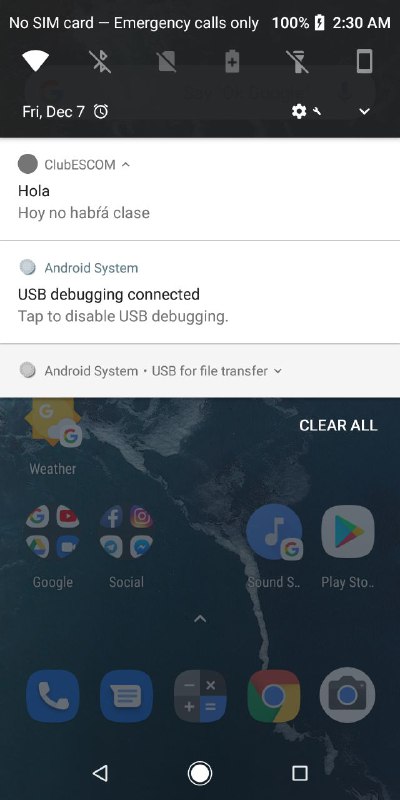 No SIM card — Emergency calls only 100% 2:30 AM
Fri, Dec 7
ClubESCOM
Hola
Hoy no habŕá clase
Android System
USB debugging connected
Tap to disable USB debugging.
Android System • USB for file transfer
CLEAR ALL
Weather
Google Social Sound S.. Play Sto..